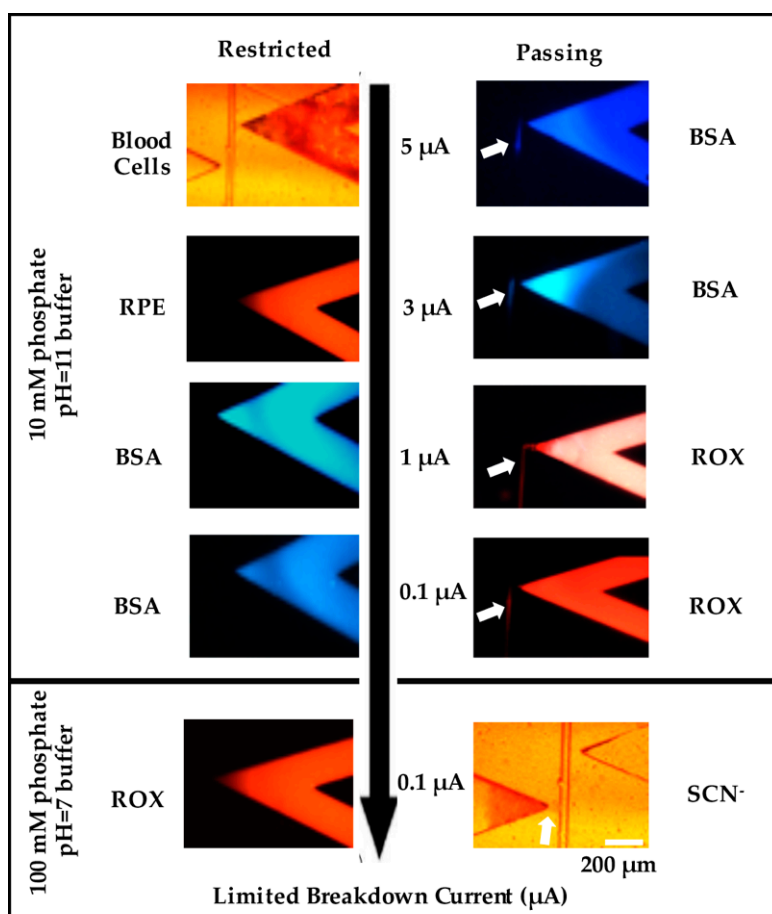 Restricted
Passing
Blood
Cells
5 µA
BSA
RPE
3 µA
BSA
10 mM phosphate
pH=11 buffer
BSA
1 µA
ROX
BSA
0.1 µA
ROX
100 mM phosphate
pH=7 buffer
ROX
0.1 µA
SCN⁻
200 µm
Limited Breakdown Current (µA)